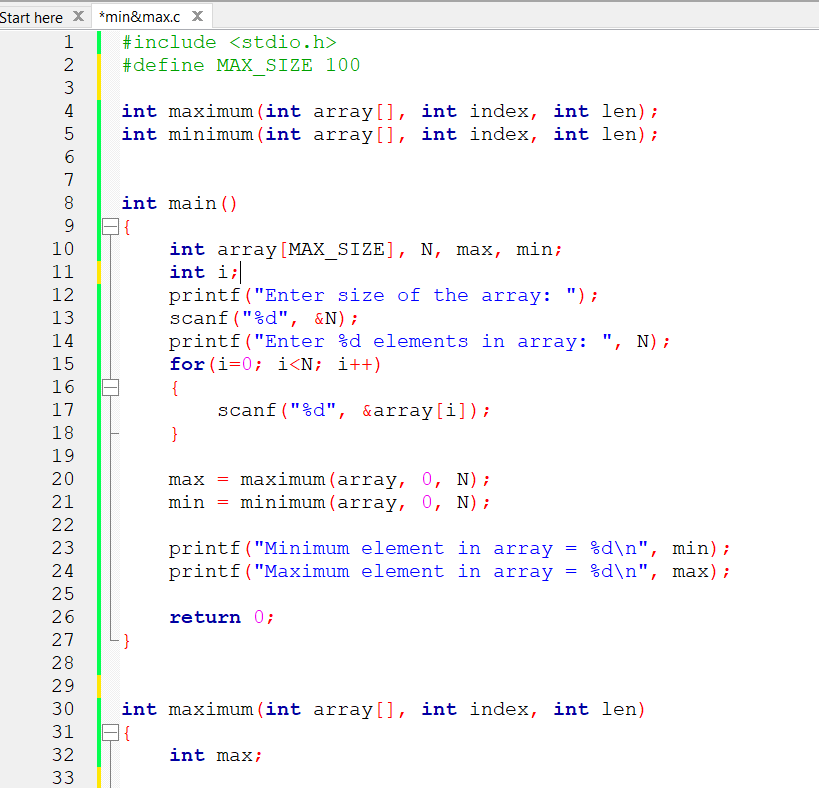 Start here X *min&max.c X
1 #include <stdio.h>
2 #define MAX_SIZE 100
3
4 int maximum(int array[], int index, int len);
5 int minimum(int array[], int index, int len);
6
7
8 int main()
9 {
10     int array[MAX_SIZE], N, max, min;
11     int i;
12     printf("Enter size of the array: ");
13     scanf("%d", &N);
14     printf("Enter %d elements in array: ", N);
15     for(i=0; i<N; i++)
16     {
17         scanf("%d", &array[i]);
18     }
19
20     max = maximum(array, 0, N);
21     min = minimum(array, 0, N);
22
23     printf("Minimum element in array = %d\n", min);
24     printf("Maximum element in array = %d\n", max);
25
26     return 0;
27 }
28
29
30 int maximum(int array[], int index, int len)
31 {
32     int max;
33